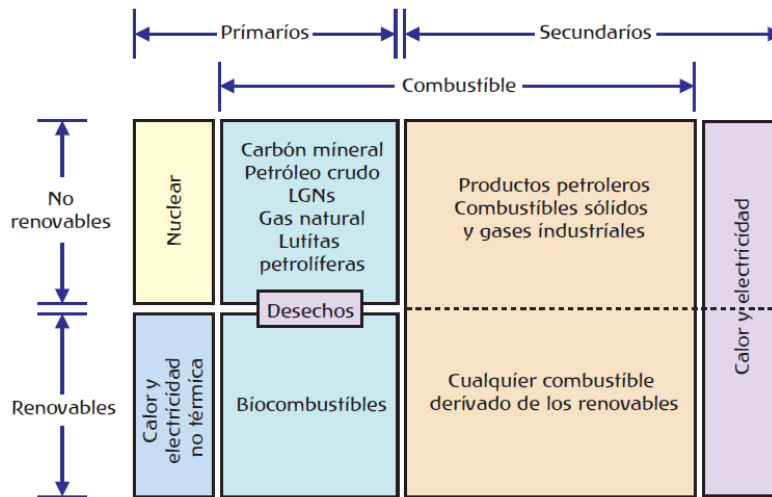 Primarios
Secundarios
Combustible
No
renovables
Nuclear
Carbón mineral
Petróleo crudo
LGNs
Gas natural
Lutitas
petrolíferas
Productos petroleros
Combustibles sólidos
y gases industriales
Calor y electricidad
Desechos
Renovables
Calor y
electricidad
no térmica
Biocombustibles
Cualquier combustible
derivado de los renovables